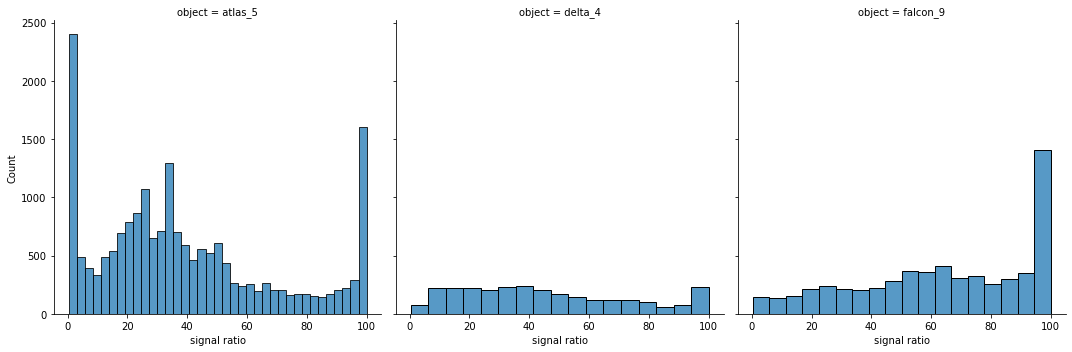 object = atlas_5 object = delta_4 object = falcon_9
2500
2000
1500
1000
500
0
Count
0 20 40 60 80 100 0 20 40 60 80 100 0 20 40 60 80 100
signal ratio signal ratio signal ratio